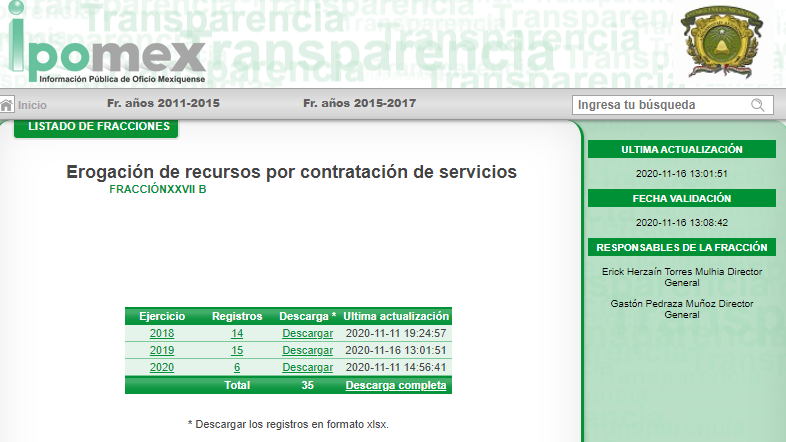 Transparencia
ipomex
Información Pública de Oficio Mexiquense
Inicio
Fr. años 2011-2015
Fr. años 2015-2017
Ingresa tu búsqueda
LISTADO DE FRACCIONES
Erogación de recursos por contratación de servicios
FRACCIÓNXXVII B
Ejercicio Registros Descarga * Ultima actualización
2018 14 Descargar 2020-11-11 19:24:57
2019 15 Descargar 2020-11-16 13:01:51
2020 6 Descargar 2020-11-11 14:56:41
Total 35 Descarga completa
* Descargar los registros en formato xlsx.
ULTIMA ACTUALIZACIÓN
2020-11-16 13:01:51
FECHA VALIDACIÓN
2020-11-16 13:08:42
RESPONSABLES DE LA FRACCIÓN
Erick Herzaín Torres Mulhia Director
General
Gastón Pedraza Muñoz Director
General